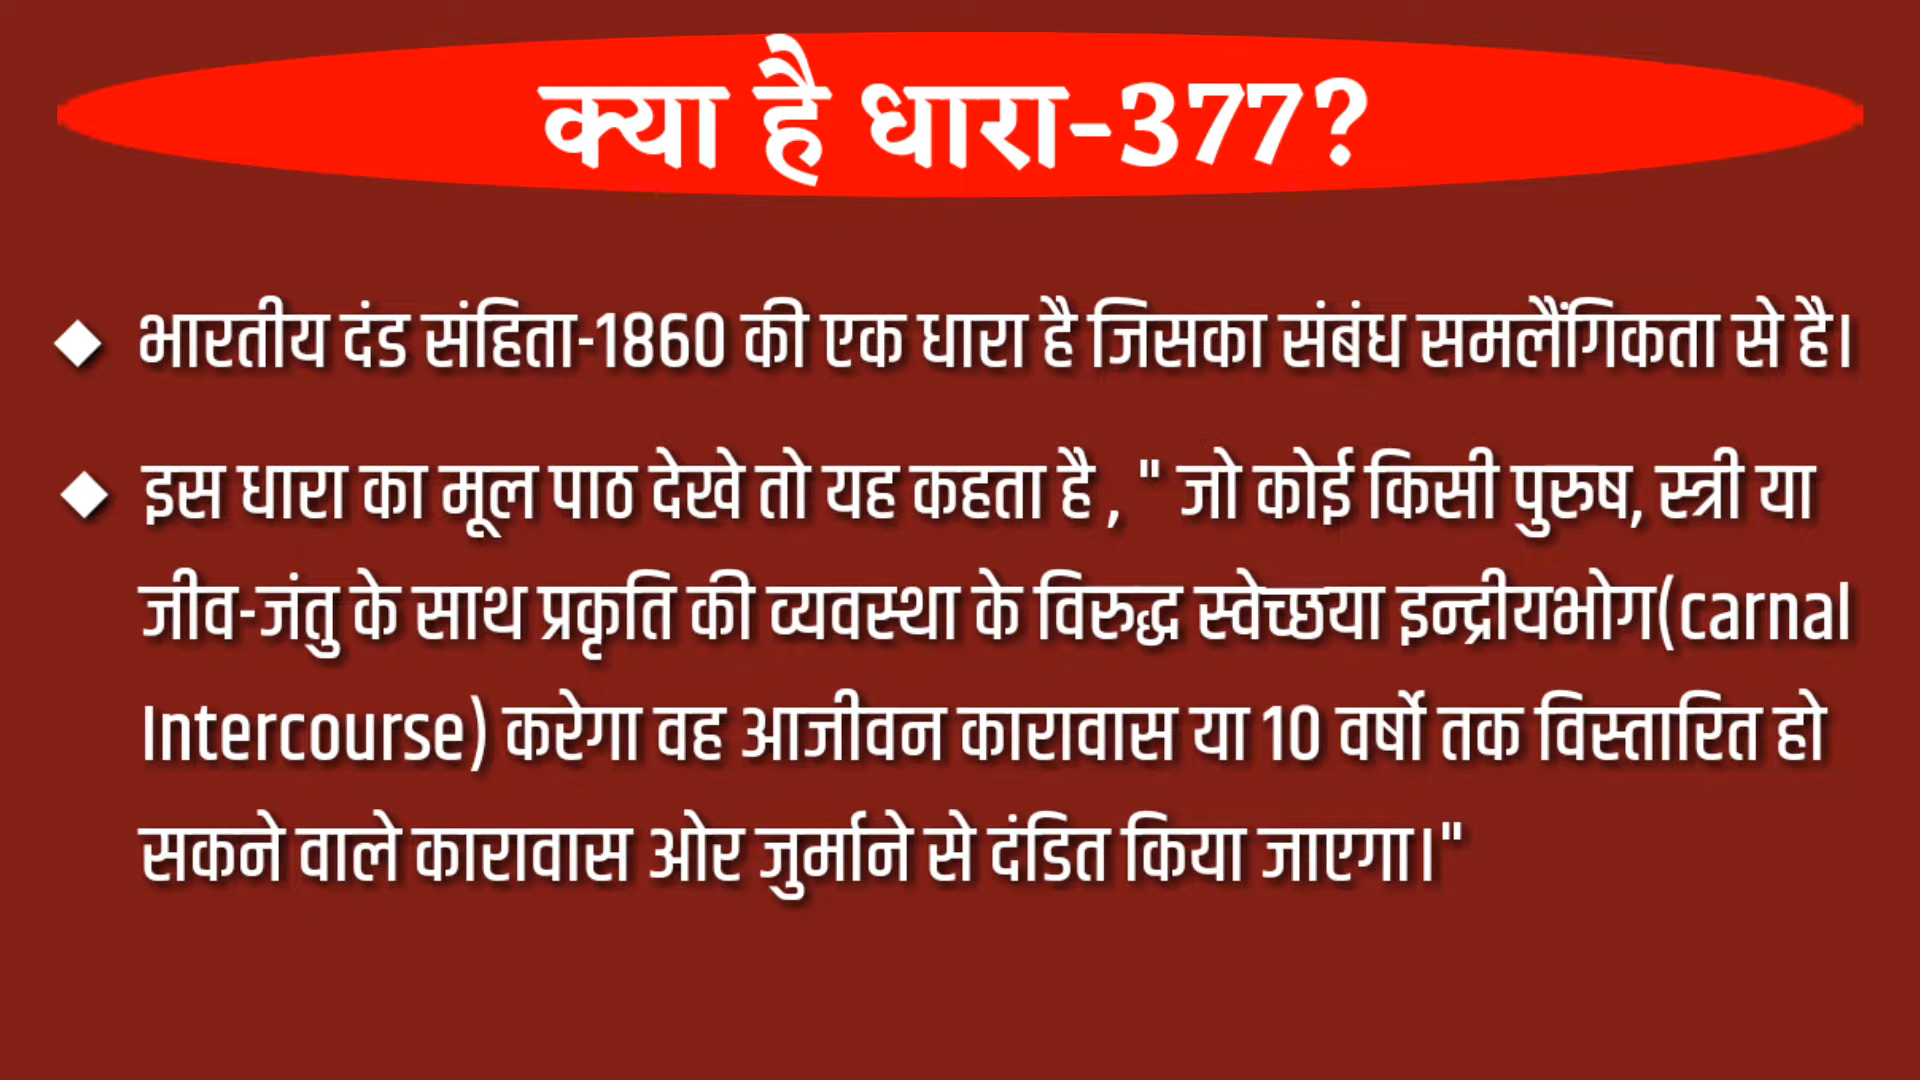 क्या है धारा-377?
भारतीय दंड संहिता-1860 की एक धारा है जिसका संबंध समलैंगिकता से है।
इस धारा का मूल पाठ देखे तो यह कहता है , " जो कोई किसी पुरुष, स्त्री या
जीव-जंतु के साथ प्रकृति की व्यवस्था के विरुद्ध स्वेच्छया इन्द्रीयभोग(carnal
Intercourse) करेगा वह आजीवन कारावास या 10 वर्षो तक विस्तारित हो
सकने वाले कारावास ओर जुर्माने से दंडित किया जाएगा।"